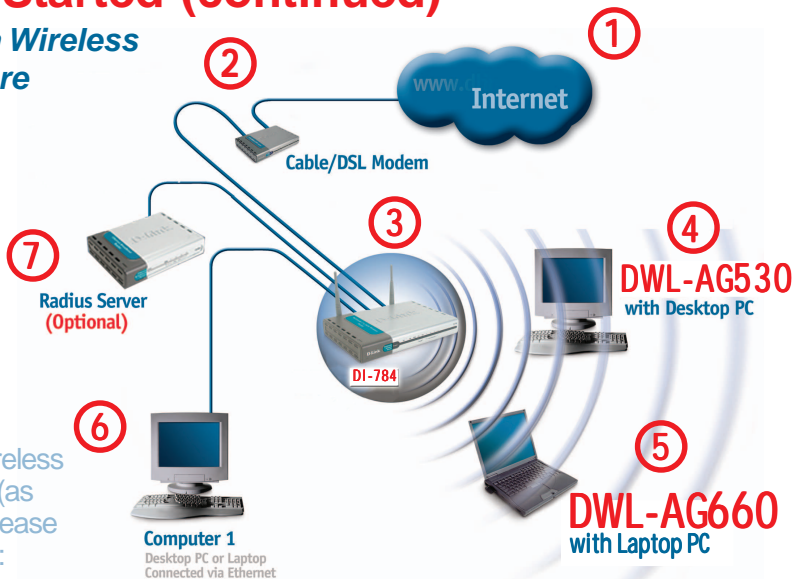 Started (continued)
Wireless
re
1
2
www.d
Internet
Cable/DSL Modem
3
4
7
DWL-AG530
with Desktop PC
D-Link
Radius Server
(Optional)
DI-784
6
5
reless
(as
ease
:
DWL-AG660
with Laptop PC
Computer 1
Desktop PC or Laptop
Connected via Ethernet